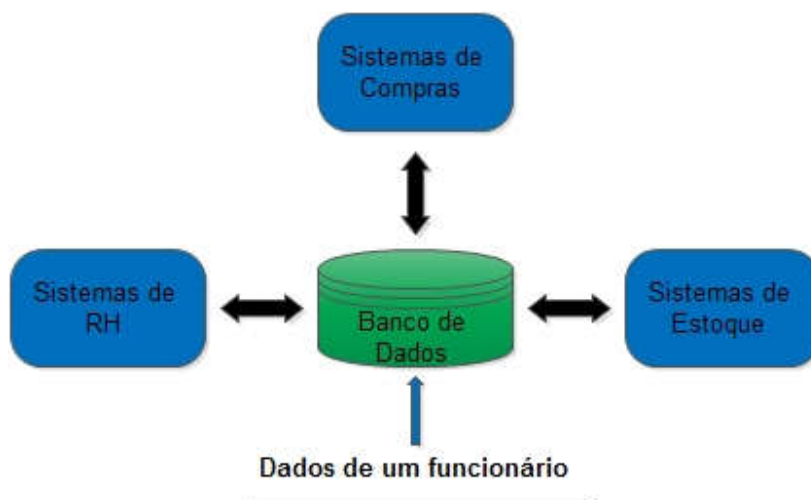 Sistemas de
Compras
Sistemas de
RH
Banco de
Dados
Sistemas de
Estoque
Dados de um funcionário